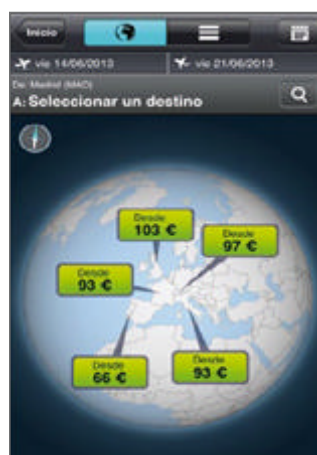 Inicio
vie 14/06/2013
vie 21/06/2013
De: Madrid (MAD)
A: Seleccionar un destino
Desde
103 €
Desde
97 €
Desde
93 €
Desde
66 €
Desde
93 €